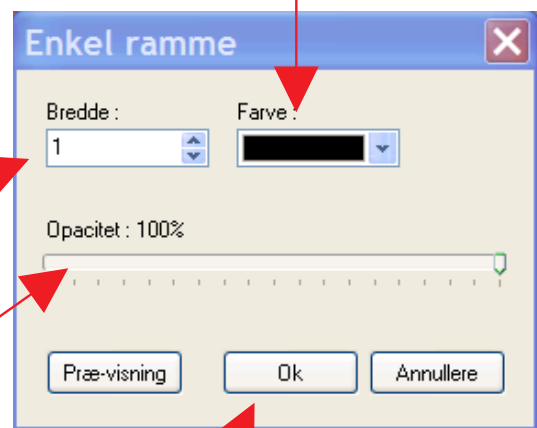 Enkel ramme
Bredde : Farve :
1
Opacitet : 100%
Præ-visning Ok Annullere